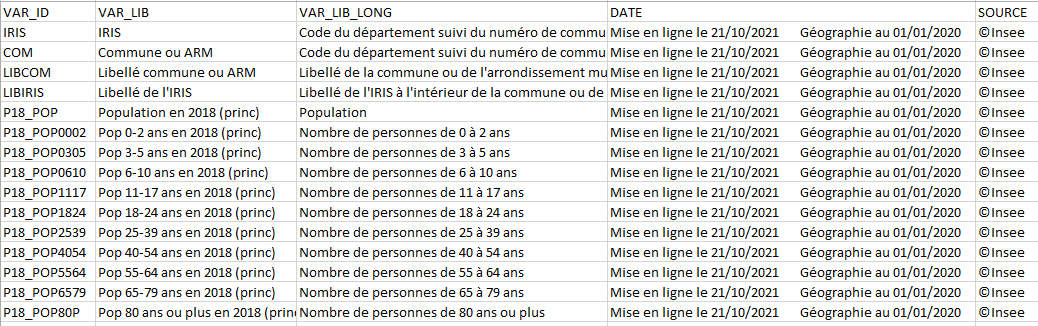 VAR_ID VAR_LIB VAR_LIB_LONG DATE SOURCE
IRIS IRIS Code du département suivi du numéro de commu Mise en ligne le 21/10/2021 Géographie au 01/01/2020 ©Insee
COM Commune ou ARM Libellé de la commune ou de l'arrondissement mu Mise en ligne le 21/10/2021 Géographie au 01/01/2020 ©Insee
LIBCOM Libellé commune ou ARM Libellé de la commune ou de l'arrondissement mu Mise en ligne le 21/10/2021 Géographie au 01/01/2020 ©Insee
LIBIRIS Libellé de l'IRIS Libellé de l'IRIS à l'intérieur de la commune ou de Mise en ligne le 21/10/2021 Géographie au 01/01/2020 ©Insee
P18_POP Population en 2018 (princ) Population Mise en ligne le 21/10/2021 Géographie au 01/01/2020 ©Insee
P18_POP0002 Pop 0-2 ans en 2018 (princ) Nombre de personnes de 0 à 2 ans Mise en ligne le 21/10/2021 Géographie au 01/01/2020 ©Insee
P18_POP0305 Pop 3-5 ans en 2018 (princ) Nombre de personnes de 3 à 5 ans Mise en ligne le 21/10/2021 Géographie au 01/01/2020 ©Insee
P18_POP0610 Pop 6-10 ans en 2018 (princ) Nombre de personnes de 6 à 10 ans Mise en ligne le 21/10/2021 Géographie au 01/01/2020 ©Insee
P18_POP1117 Pop 11-17 ans en 2018 (princ) Nombre de personnes de 11 à 17 ans Mise en ligne le 21/10/2021 Géographie au 01/01/2020 ©Insee
P18_POP1824 Pop 18-24 ans en 2018 (princ) Nombre de personnes de 18 à 24 ans Mise en ligne le 21/10/2021 Géographie au 01/01/2020 ©Insee
P18_POP2539 Pop 25-39 ans en 2018 (princ) Nombre de personnes de 25 à 39 ans Mise en ligne le 21/10/2021 Géographie au 01/01/2020 ©Insee
P18_POP4054 Pop 40-54 ans en 2018 (princ) Nombre de personnes de 40 à 54 ans Mise en ligne le 21/10/2021 Géographie au 01/01/2020 ©Insee
P18_POP5564 Pop 55-64 ans en 2018 (princ) Nombre de personnes de 55 à 64 ans Mise en ligne le 21/10/2021 Géographie au 01/01/2020 ©Insee
P18_POP6579 Pop 65-79 ans en 2018 (princ) Nombre de personnes de 65 à 79 ans Mise en ligne le 21/10/2021 Géographie au 01/01/2020 ©Insee
P18_POP80P Pop 80 ans ou plus en 2018 (prin Nombre de personnes de 80 ans ou plus Mise en ligne le 21/10/2021 Géographie au 01/01/2020 ©Insee